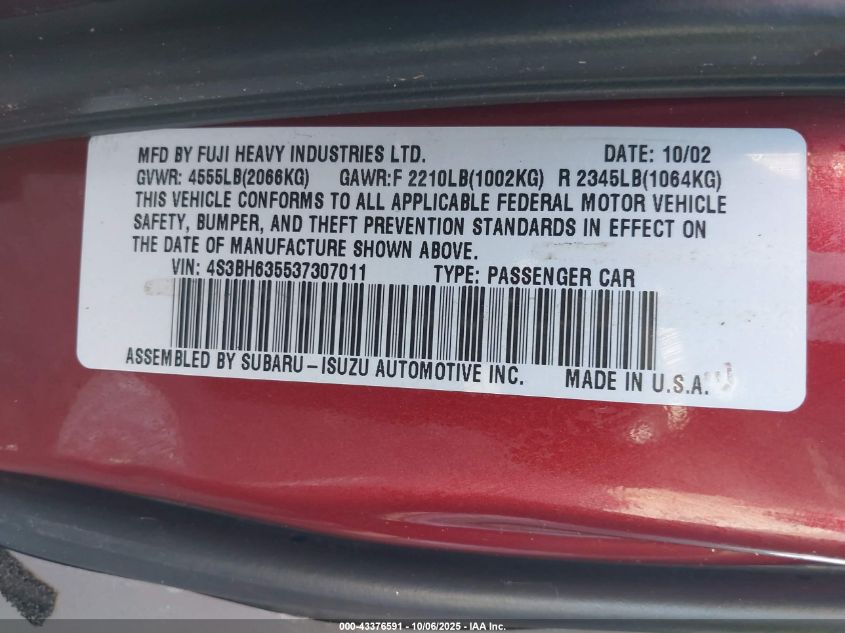 MFD BY FUJI HEAVY INDUSTRIES LTD. DATE: 10/02
GVWR: 4555LB(2066KG) GAWR:F 2210LB(1002KG) R 2345LB(1064KG)
THIS VEHICLE CONFORMS TO ALL APPLICABLE FEDERAL MOTOR VEHICLE
SAFETY, BUMPER, AND THEFT PREVENTION STANDARDS IN EFFECT ON
THE DATE OF MANUFACTURE SHOWN ABOVE.
VIN: 4S3BH635537307011 TYPE: PASSENGER CAR
ASSEMBLED BY SUBARU-ISUZU AUTOMOTIVE INC. MADE IN U.S.A.
000-43376591 - 10/06/2025 - IAA Inc.